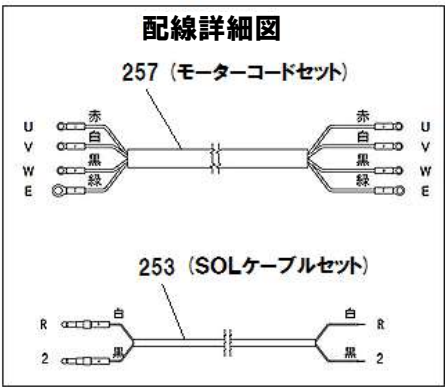 配線詳細図
257 (モーターコードセット)
U 赤 赤 U
V 白 白 V
W 黒 黒 W
E 緑 緑 E
253 (SOLケーブルセット)
R 白 白 R
2 黒 黒 2